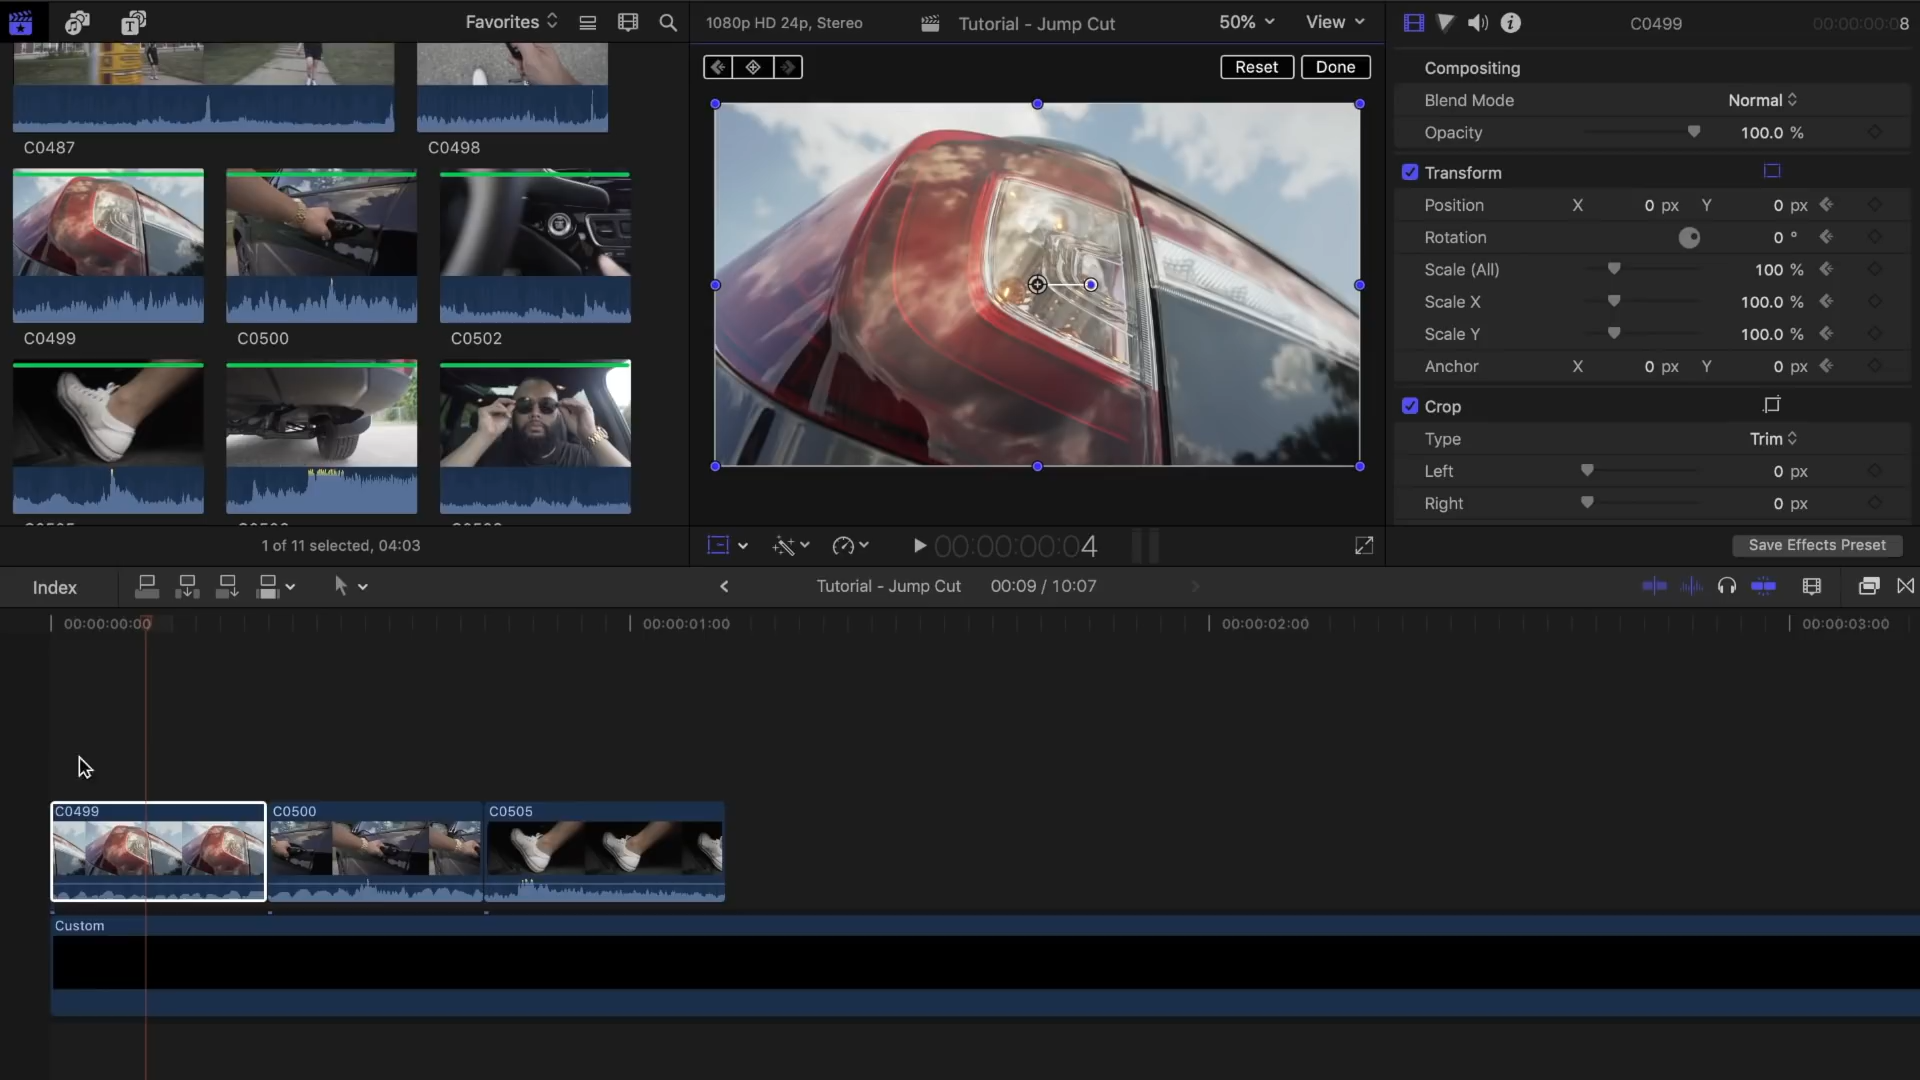 Favorites
1080p HD 24p, Stereo
Tutorial - Jump Cut
50%
View
C0499
00:00:00:08
Reset
Done
C0487
C0498
C0499
C0500
C0502
1 of 11 selected, 04:03
00:00:00:04
Compositing
Blend Mode
Normal
Opacity
100.0 %
Transform
Position
X
0 px
Y
0 px
Rotation
0 °
Scale (All)
100 %
Scale X
100.0 %
Scale Y
100.0 %
Anchor
X
0 px
Y
0 px
Crop
Type
Trim
Left
0 px
Right
0 px
Save Effects Preset
Index
Tutorial - Jump Cut
00:09 / 10:07
00:00:00:00
00:00:01:00
00:00:02:00
00:00:03:00
C0499
C0500
C0505
Custom